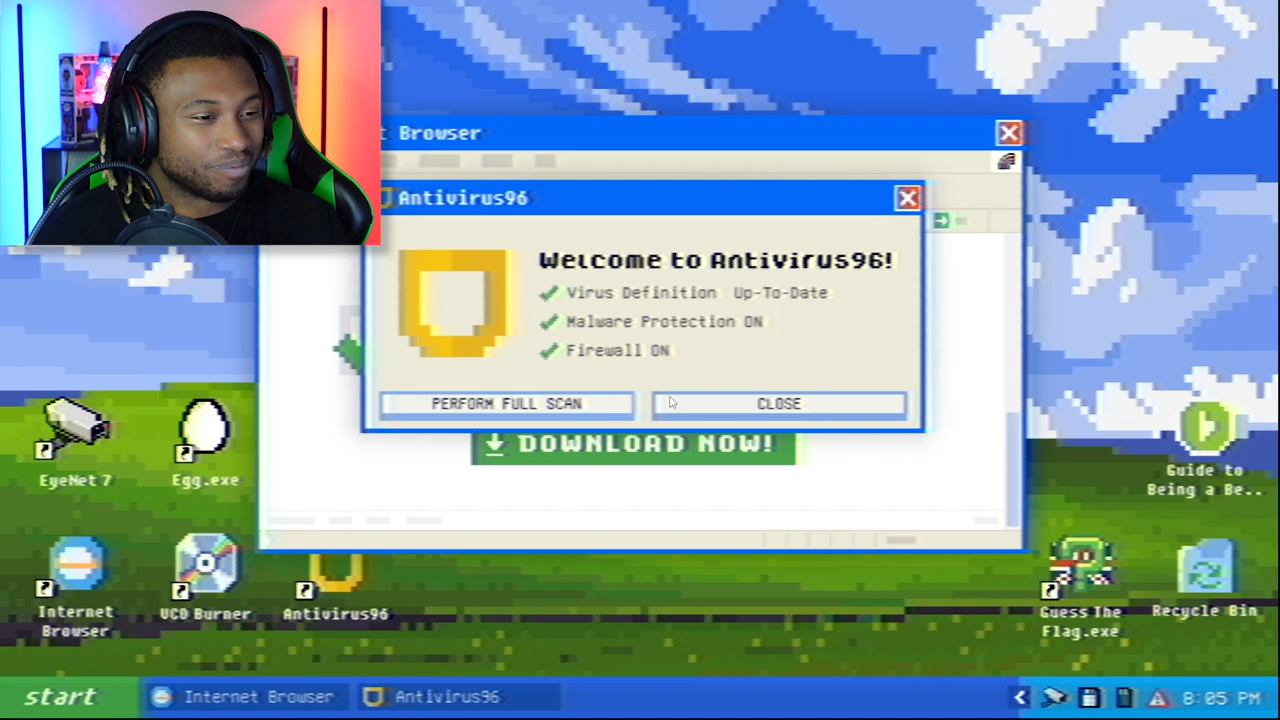 t Browser
Antivirus96
Welcome to Antivirus96!
Virus Definition Up-To-Date
Malware Protection ON
Firewall ON
PERFORM FULL SCAN
CLOSE
DOWNLOAD NOW!
EyeNet 7
Egg.exe
Guide to
Being a Be..
Internet
Browser
VCD Burner
Antivirus96
Guess The
Flag.exe
Recycle Bin
start
Internet Browser
Antivirus96
8:05 PM